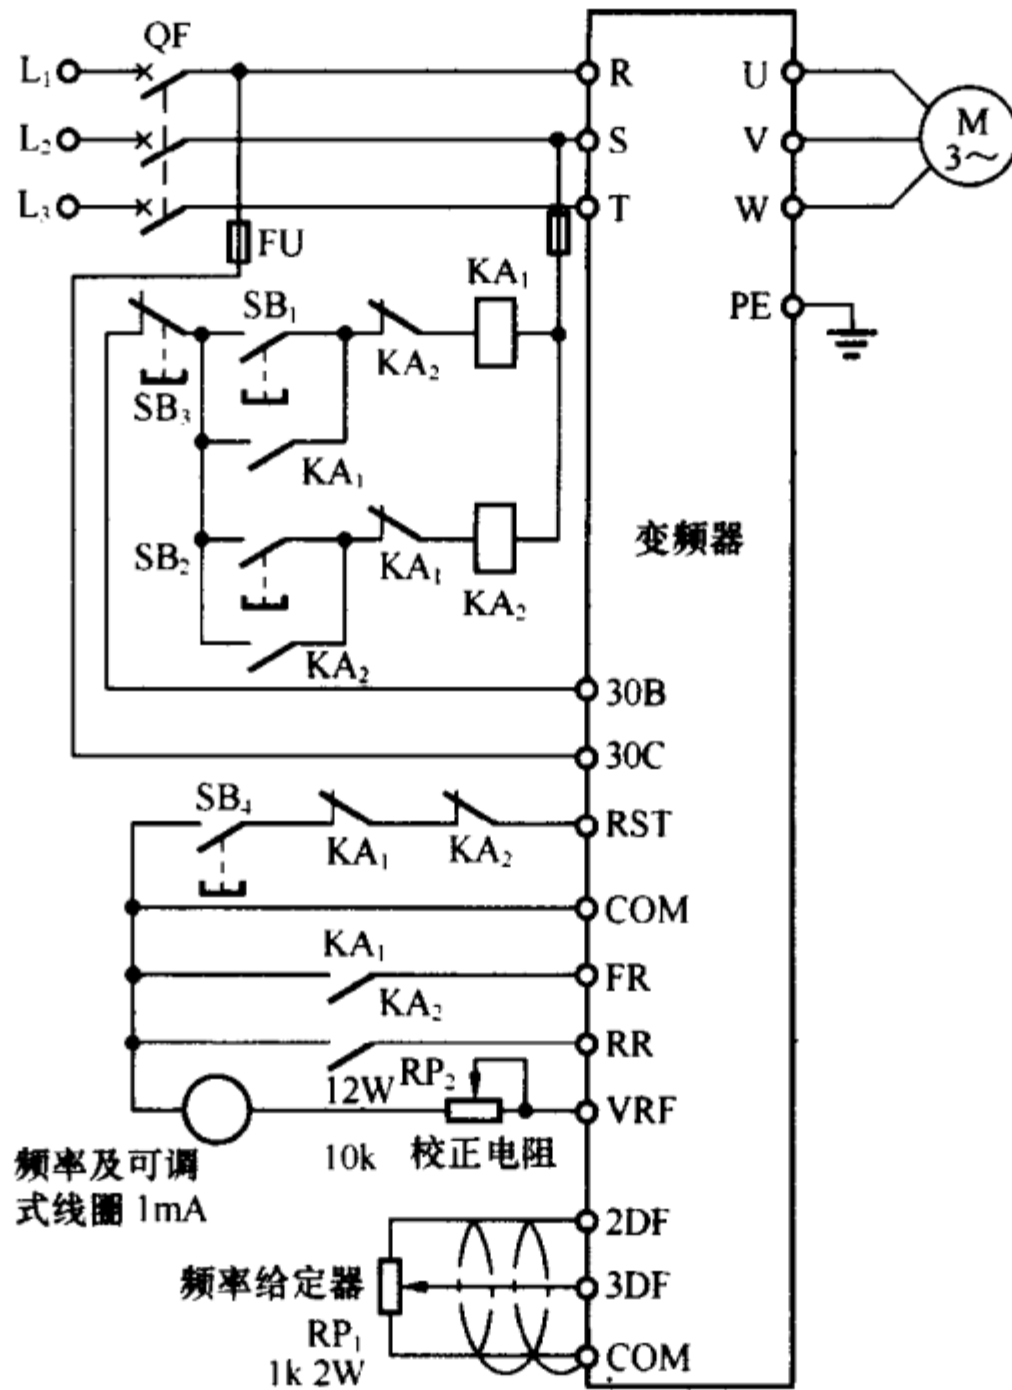 QF
L₁
R
U
M
3～
L₂
S
V
L₃
T
W
FU
KA₁
SB₁
PE
KA₂
SB₃
KA₁
变频器
SB₂
KA₁
KA₂
KA₂
30B
30C
SB₄
RST
KA₁
KA₂
COM
KA₁
FR
KA₂
RR
12W
RP₂
VRF
频率及可调
式线圈 1mA
10k
校正电阻
2DF
频率给定器
3DF
RP₁
1k 2W
COM